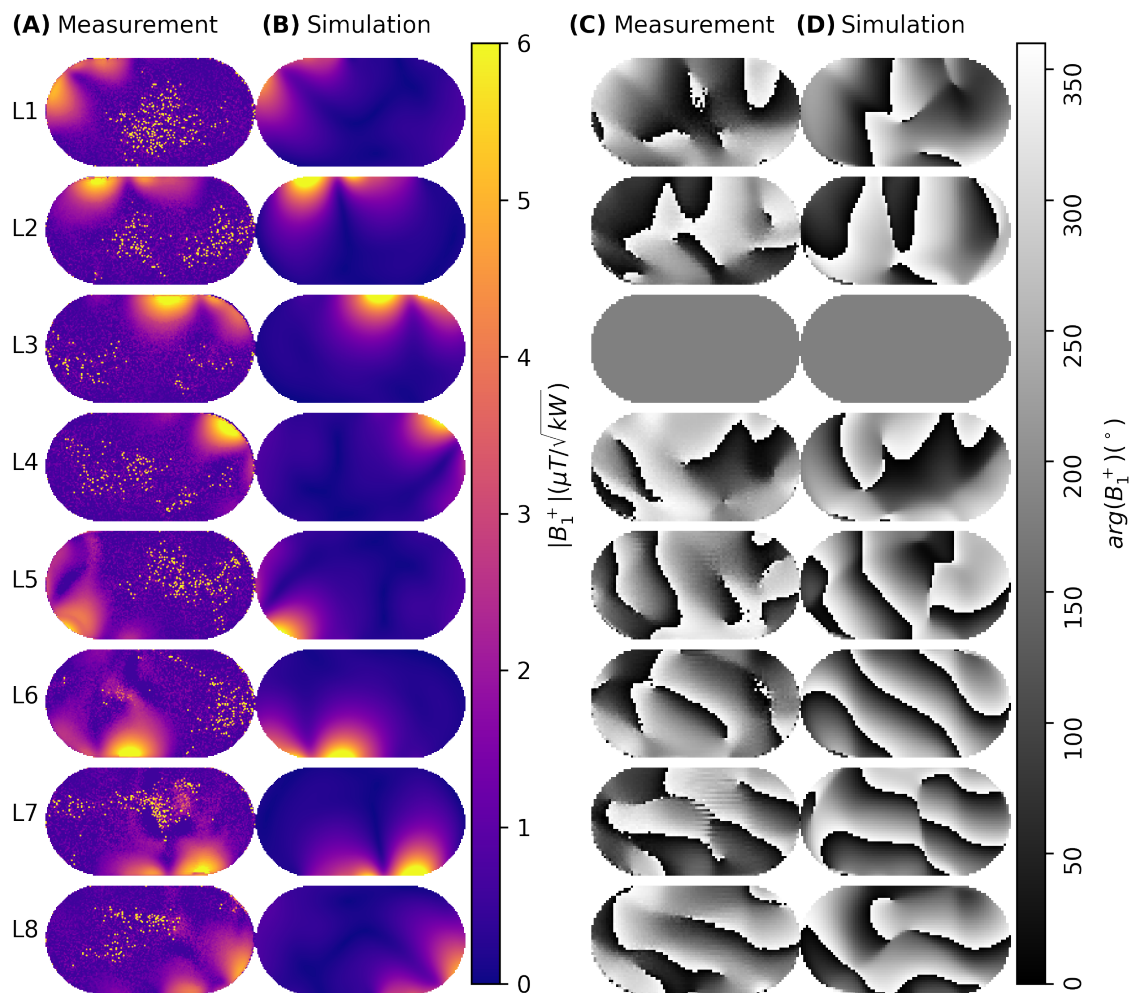 (A) Measurement (B) Simulation (C) Measurement (D) Simulation
L1
L2
L3
L4
L5
L6
L7
L8
6
5
4
3
2
1
0
|B₁⁺|(μT/√kW)
350
300
250
200
150
100
50
0
arg(B₁⁺)(°)